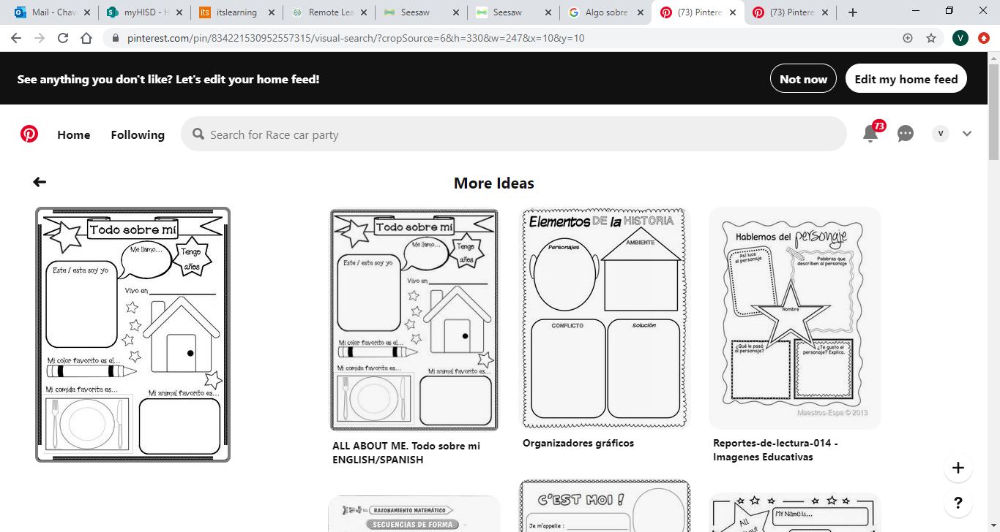 Mail - Chav
myHISD - H
its itslearning
Remote Lea
Seesaw
Seesaw
Algo sobre
(73) Pintere
(73) Pintere
pinterest.com/pin/834221530952557315/visual-search/?cropSource=6&h=330&w=247&x=10&y=10
V
See anything you don't like? Let's edit your home feed!
Not now
Edit my home feed
Home
Following
Search for Race car party
73
V
More Ideas
Todo sobre mí
Me llamo...
Tengo
años
Este / esta soy yo
Vivo en
Mi color favorito es el...
Mi comida favorita es...
Mi animal favorito es...
Todo sobre mí
Me llamo...
Tengo
años
Este / esta soy yo
Vivo en
Mi color favorito es el...
Mi comida favorita es...
Mi animal favorito es...
ALL ABOUT ME. Todo sobre mi
ENGLISH/SPANISH
Elementos DE la HISTORIA
Personajes
AMBIENTE
CONFLICTO
Solución
Organizadores gráficos
Hablemos del personaje
Así luce
el personaje
Palabras que
describen al personaje
Nombre
¿Qué le pasó
al personaje?
¿Te gusto el
personaje? Explica.
Maestros-Espa © 2013
Reportes-de-lectura-014 -
Imagenes Educativas
RAZONAMIENTO MATEMÁTICO
SECUENCIAS DE FORMA
C'EST MOI !
Je m'appelle :
All
My Name is...
+
?